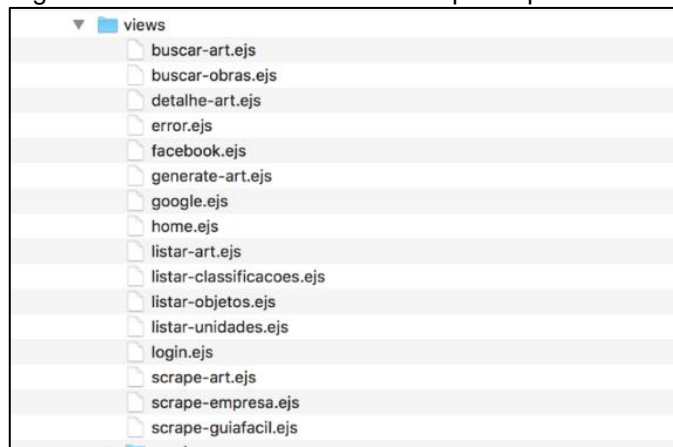 views
buscar-art.ejs
buscar-obras.ejs
detalhe-art.ejs
error.ejs
facebook.ejs
generate-art.ejs
google.ejs
home.ejs
listar-art.ejs
listar-classificacoes.ejs
listar-objetos.ejs
listar-unidades.ejs
login.ejs
scrape-art.ejs
scrape-empresa.ejs
scrape-guiafacil.ejs